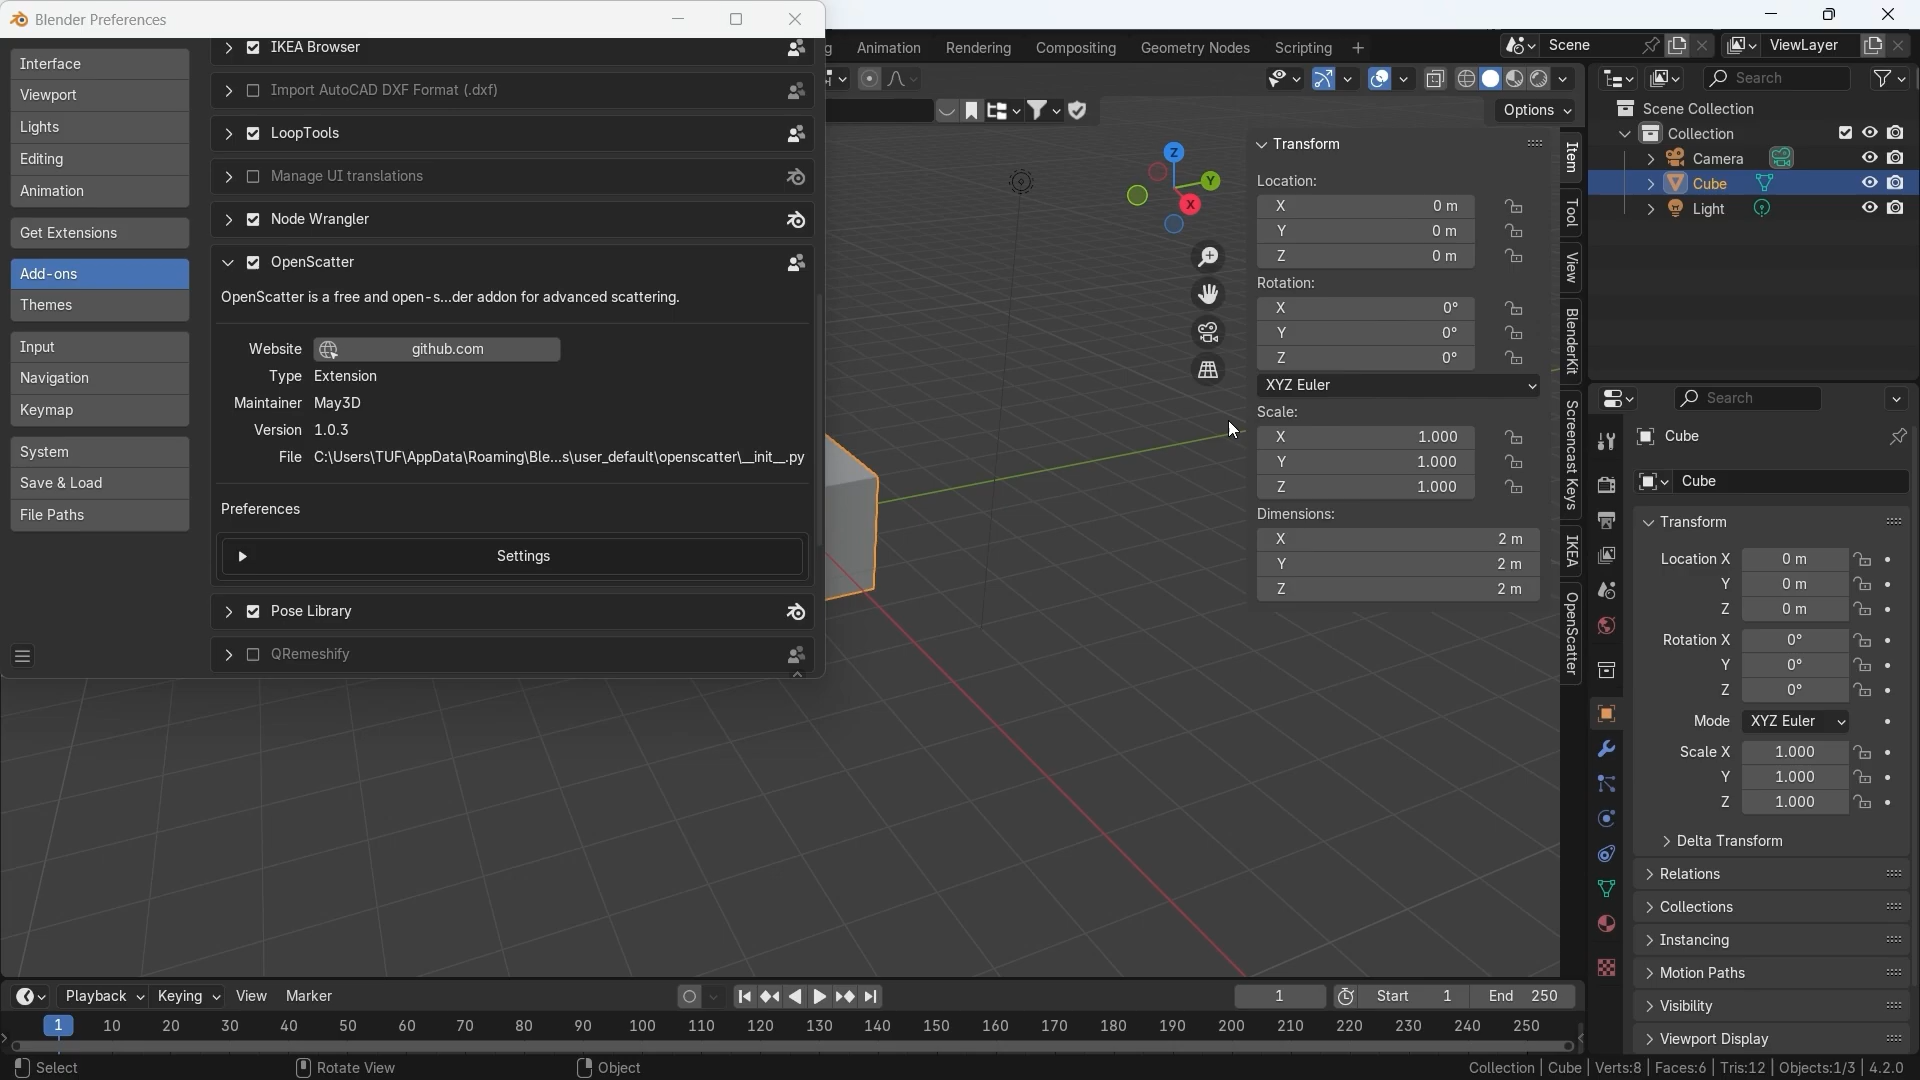 Blender Preferences
Interface
Viewport
Lights
Editing
Animation
Get Extensions
Add-ons
Themes
Input
Navigation
Keymap
System
Save & Load
File Paths
IKEA Browser
Import AutoCAD DXF Format (.dxf)
LoopTools
Manage UI translations
Node Wrangler
OpenScatter
OpenScatter is a free and open-s...der addon for advanced scattering.
Website github.com
Type Extension
Maintainer May3D
Version 1.0.3
File C:\Users\TUF\AppData\Roaming\Ble...s\user_default\openscatter\__init__.py
Preferences
Settings
Pose Library
QRemeshify
g Animation Rendering Compositing Geometry Nodes Scripting +
Scene
ViewLayer
Options
Z
Y
X
Transform
Location:
X 0 m
Y 0 m
Z 0 m
Rotation:
X 0°
Y 0°
Z 0°
XYZ Euler
Scale:
X 1.000
Y 1.000
Z 1.000
Dimensions:
X 2 m
Y 2 m
Z 2 m
Item
Tool
View
BlenderKit
Screencast Keys
IKEA
OpenScatter
Search
Scene Collection
Collection
Camera
Cube
Light
Search
Cube
Cube
Transform
Location X 0 m
Y 0 m
Z 0 m
Rotation X 0°
Y 0°
Z 0°
Mode XYZ Euler
Scale X 1.000
Y 1.000
Z 1.000
Delta Transform
Relations
Collections
Instancing
Motion Paths
Visibility
Viewport Display
Playback Keying View Marker
1
Start 1
End 250
1 10 20 30 40 50 60 70 80 90 100 110 120 130 140 150 160 170 180 190 200 210 220 230 240 250
Select
Rotate View
Object
Collection | Cube | Verts:8 | Faces:6 | Tris:12 | Objects:1/3 | 4.2.0